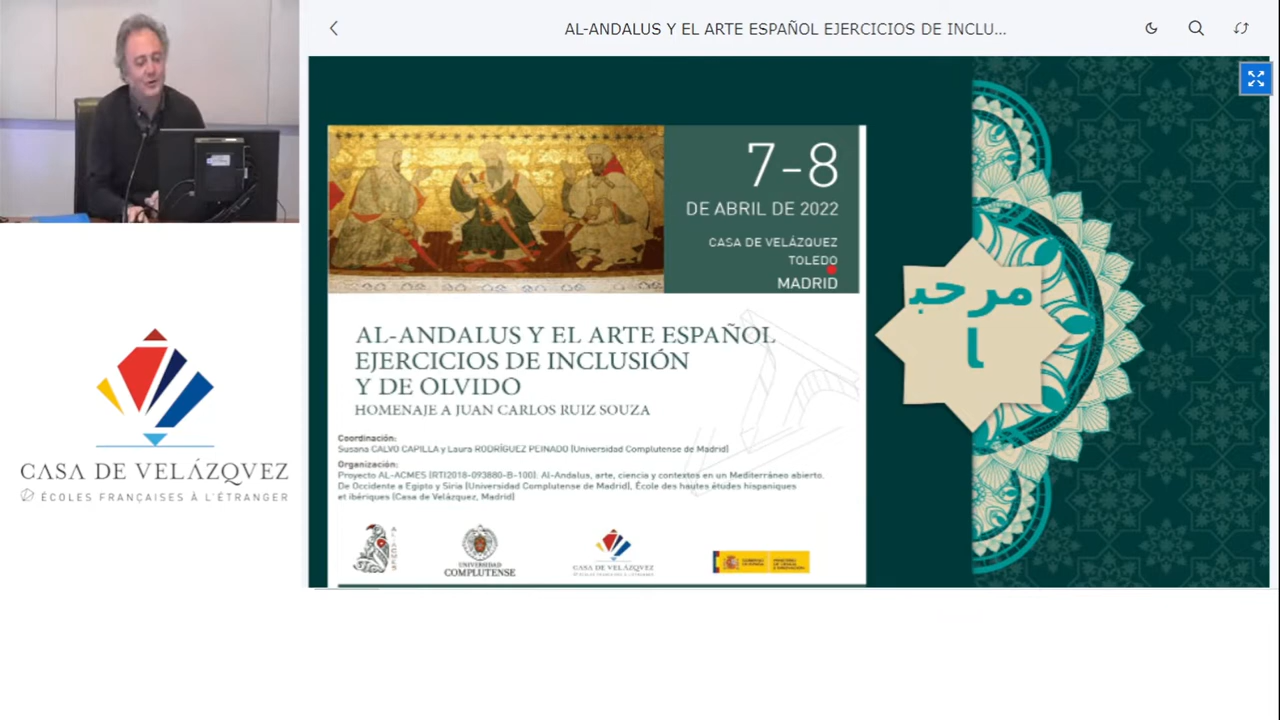 AL-ANDALUS Y EL ARTE ESPAÑOL EJERCICIOS DE INCLU...
7-8
DE ABRIL DE 2022
CASA DE VELÁZQUEZ
TOLEDO
MADRID
مرحب
ا
AL-ANDALUS Y EL ARTE ESPAÑOL
EJERCICIOS DE INCLUSIÓN
Y DE OLVIDO
HOMENAJE A JUAN CARLOS RUIZ SOUZA
Coordinación:
Susana CALVO CAPILLA y Laura RODRÍGUEZ PEINADO (Universidad Complutense de Madrid)
Organización:
Proyecto AL-ACMES (RTI2018-093880-B-100): Al-Andalus, arte, ciencia y contextos en un Mediterráneo abierto.
De Occidente a Egipto y Siria (Universidad Complutense de Madrid), École des hautes études hispaniques
et ibériques (Casa de Velázquez, Madrid)
UNIVERSIDAD
COMPLUTENSE
CASA DE VELÁZQUEZ
CASA DE VELÁZQVEZ
ÉCOLES FRANÇAISES À L'ÉTRANGER